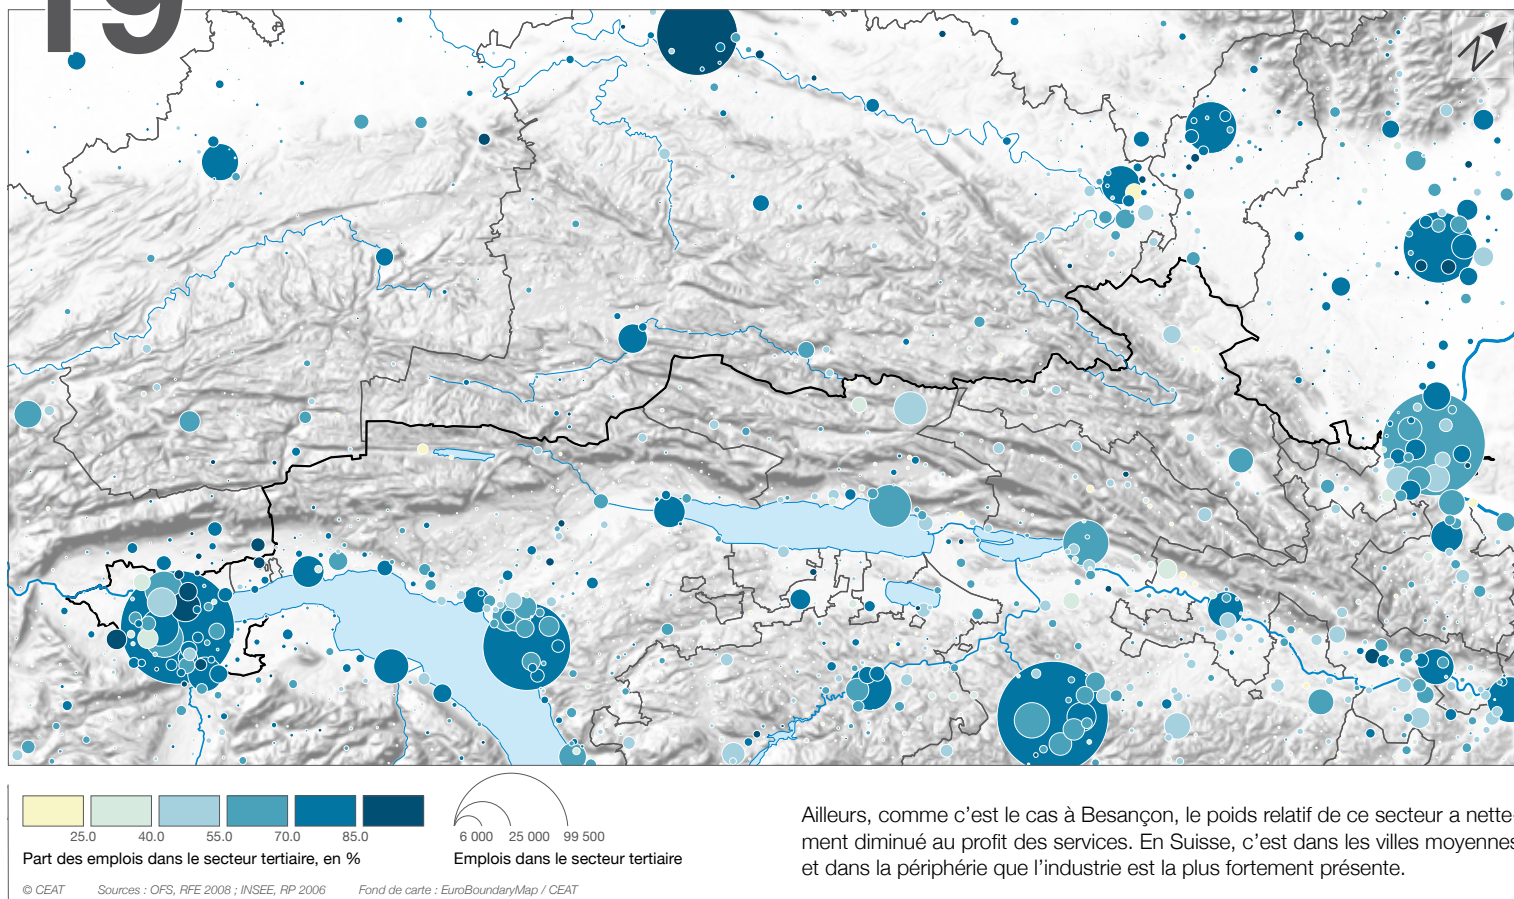 19
N
25.0 40.0 55.0 70.0 85.0
Part des emplois dans le secteur tertiaire, en %
6 000 25 000 99 500
Emplois dans le secteur tertiaire
© CEAT Sources : OFS, RFE 2008 ; INSEE, RP 2006 Fond de carte : EuroBoundaryMap / CEAT
Ailleurs, comme c’est le cas à Besançon, le poids relatif de ce secteur a nette-
ment diminué au profit des services. En Suisse, c’est dans les villes moyennes
et dans la périphérie que l’industrie est la plus fortement présente.